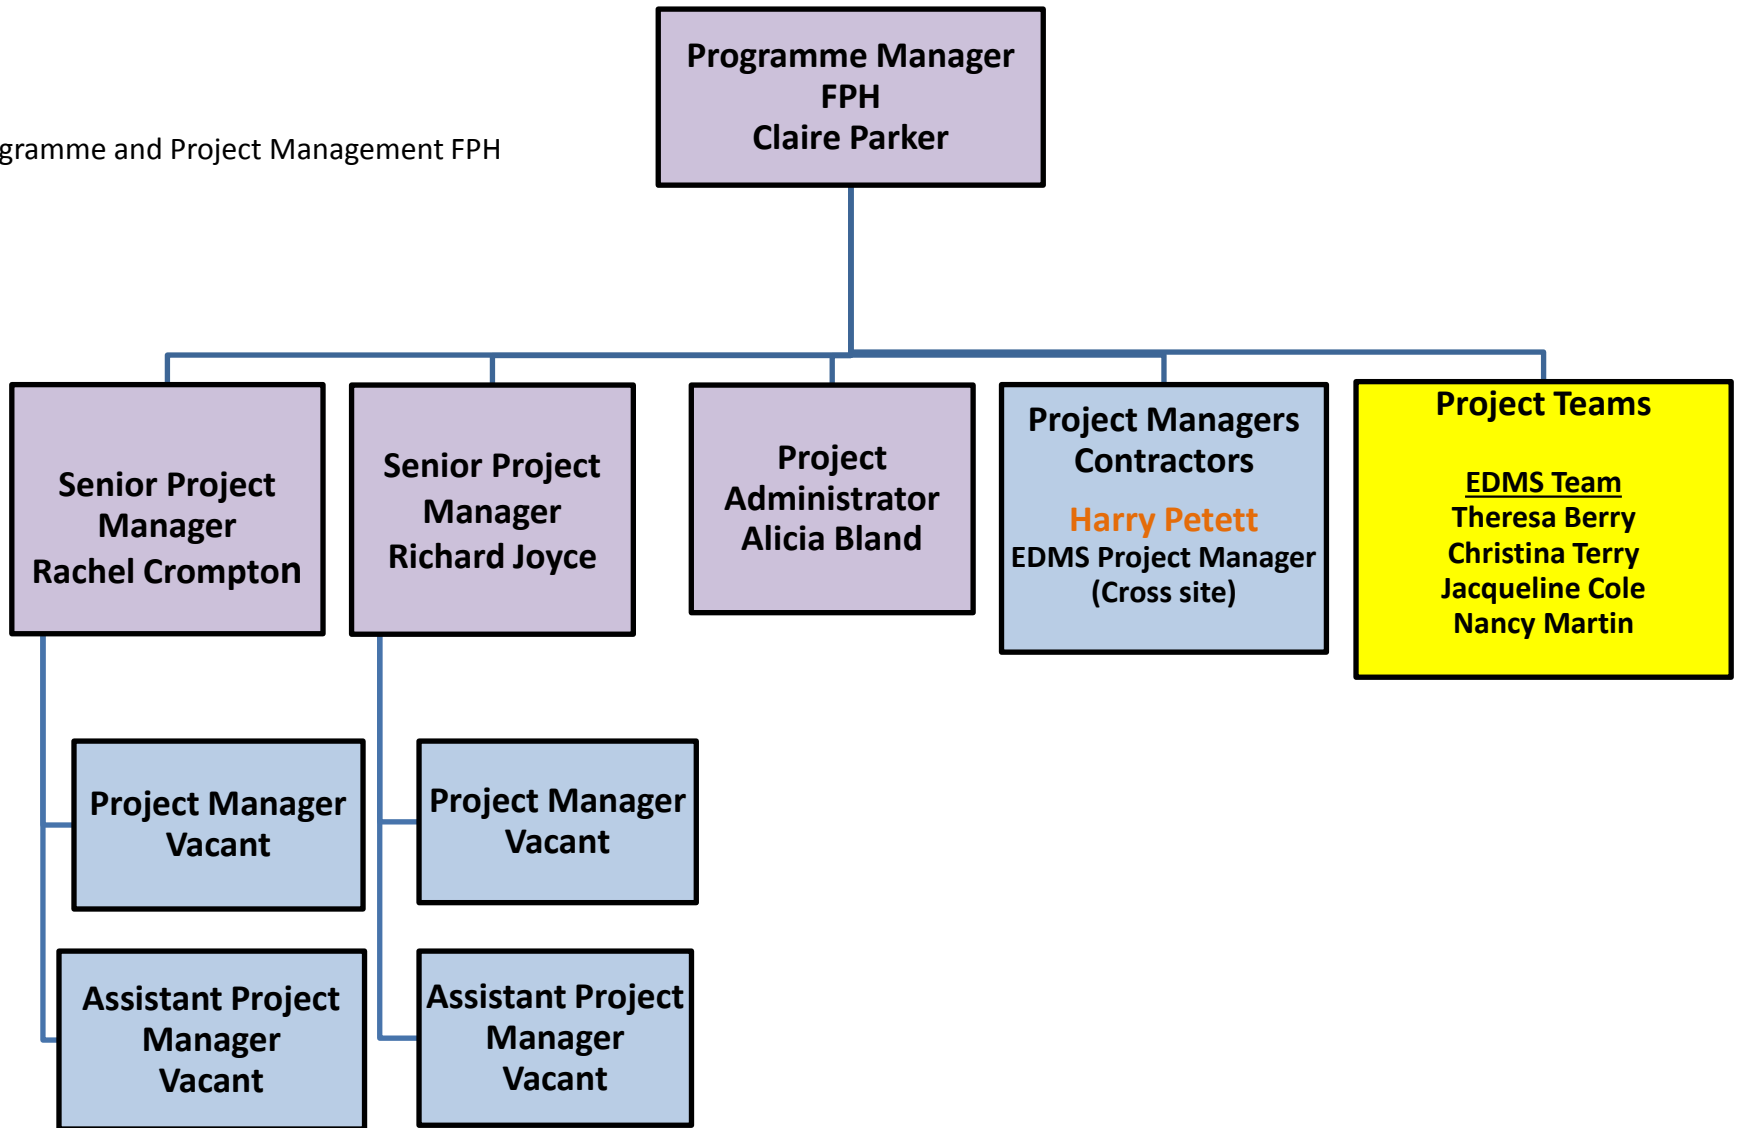 Programme Manager
FPH
Claire Parker
gramme and Project Management FPH
Senior Project
Manager
Rachel Crompton
Senior Project
Manager
Richard Joyce
Project
Administrator
Alicia Bland
Project Managers
Contractors
Harry Petett
EDMS Project Manager
(Cross site)
Project Teams
EDMS Team
Theresa Berry
Christina Terry
Jacqueline Cole
Nancy Martin
Project Manager
Vacant
Project Manager
Vacant
Assistant Project
Manager
Vacant
Assistant Project
Manager
Vacant